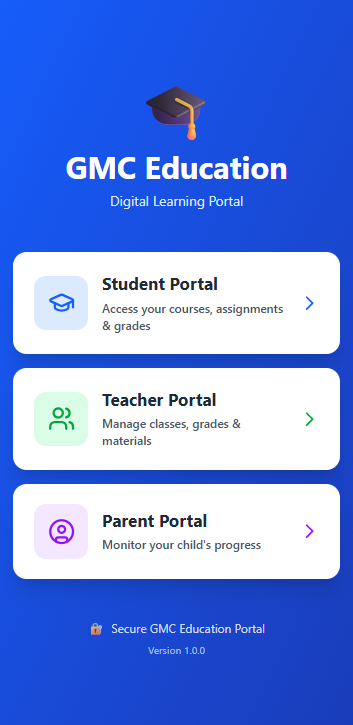 GMC Education
Digital Learning Portal
Student Portal
Access your courses, assignments
& grades
Teacher Portal
Manage classes, grades &
materials
Parent Portal
Monitor your child's progress
Secure GMC Education Portal
Version 1.0.0